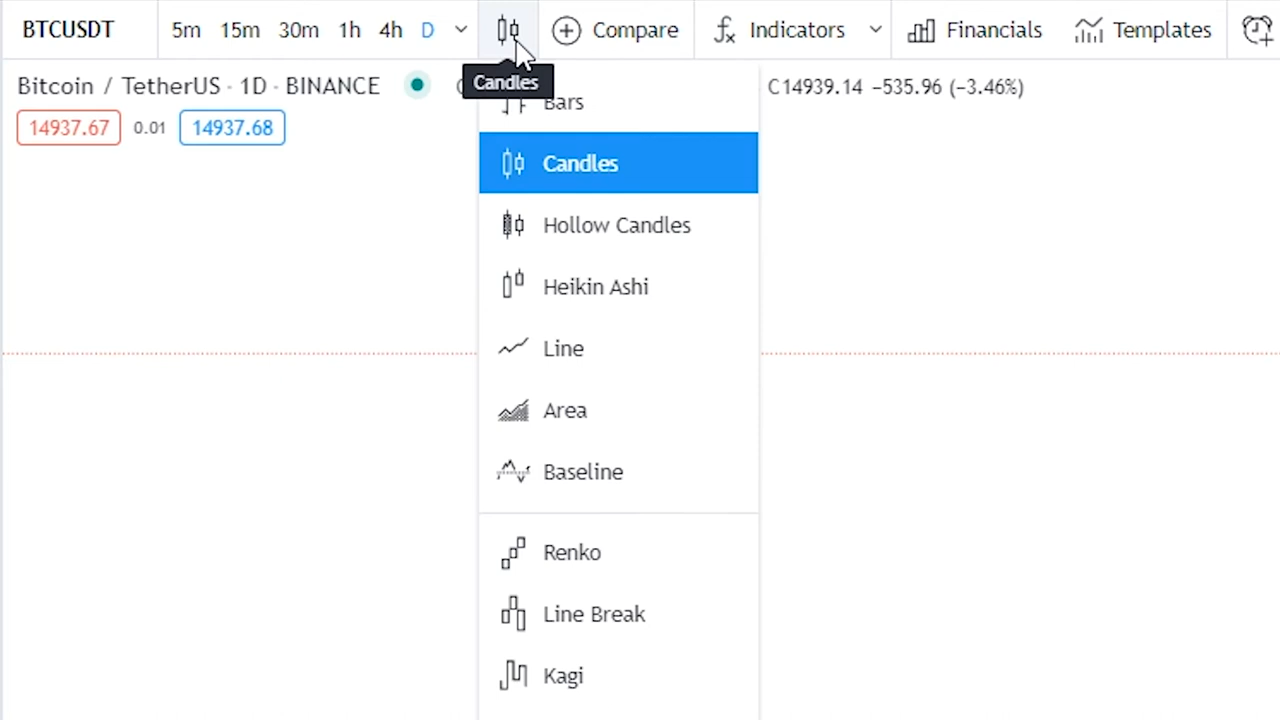 BTCUSDT 5m 15m 30m 1h 4h D Compare Indicators Financials Templates
Bitcoin / TetherUS · 1D · BINANCE C14939.14 −535.96 (−3.46%)
Candles
14937.67 0.01 14937.68
Bars
Candles
Hollow Candles
Heikin Ashi
Line
Area
Baseline
Renko
Line Break
Kagi